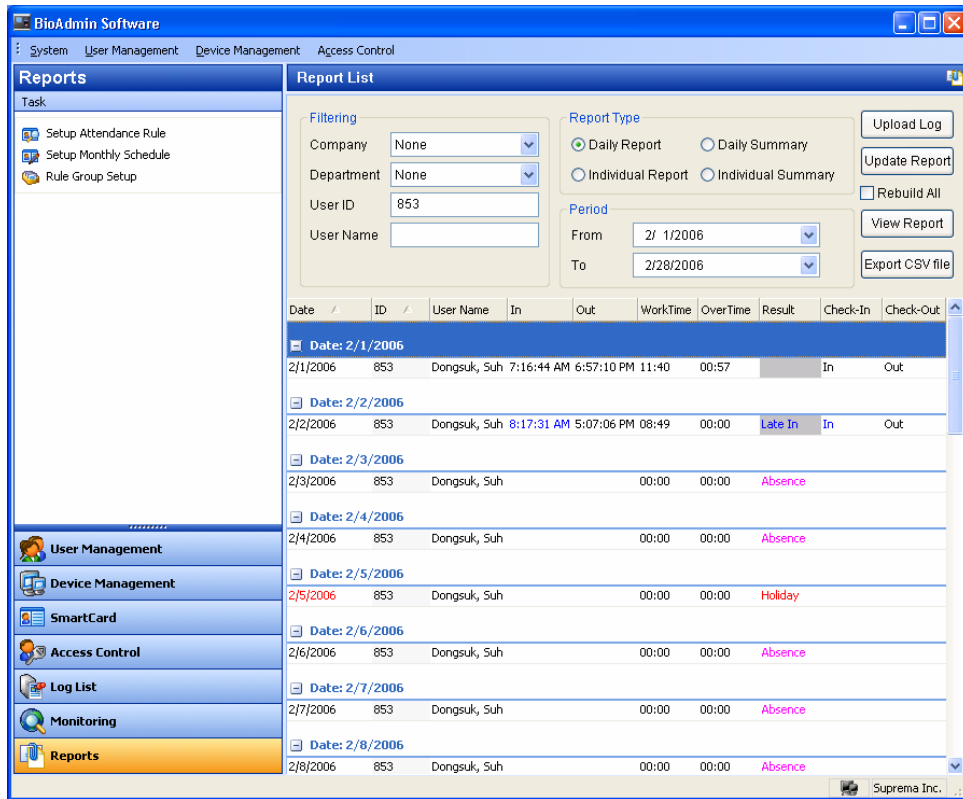 BioAdmin Software
System User Management Device Management Access Control
Reports
Task
Setup Attendance Rule
Setup Monthly Schedule
Rule Group Setup
User Management
Device Management
SmartCard
Access Control
Log List
Monitoring
Reports
Report List
Filtering
Company None
Department None
User ID 853
User Name
Report Type
Daily Report Daily Summary
Individual Report Individual Summary
Period
From 2/ 1/2006
To 2/28/2006
Upload Log
Update Report
Rebuild All
View Report
Export CSV file
Date ID User Name In Out WorkTime OverTime Result Check-In Check-Out
Date: 2/1/2006
2/1/2006 853 Dongsuk, Suh 7:16:44 AM 6:57:10 PM 11:40 00:57 In Out
Date: 2/2/2006
2/2/2006 853 Dongsuk, Suh 8:17:31 AM 5:07:06 PM 08:49 00:00 Late In In Out
Date: 2/3/2006
2/3/2006 853 Dongsuk, Suh 00:00 00:00 Absence
Date: 2/4/2006
2/4/2006 853 Dongsuk, Suh 00:00 00:00 Absence
Date: 2/5/2006
2/5/2006 853 Dongsuk, Suh 00:00 00:00 Holiday
Date: 2/6/2006
2/6/2006 853 Dongsuk, Suh 00:00 00:00 Absence
Date: 2/7/2006
2/7/2006 853 Dongsuk, Suh 00:00 00:00 Absence
Date: 2/8/2006
2/8/2006 853 Dongsuk, Suh 00:00 00:00 Absence
Suprema Inc.